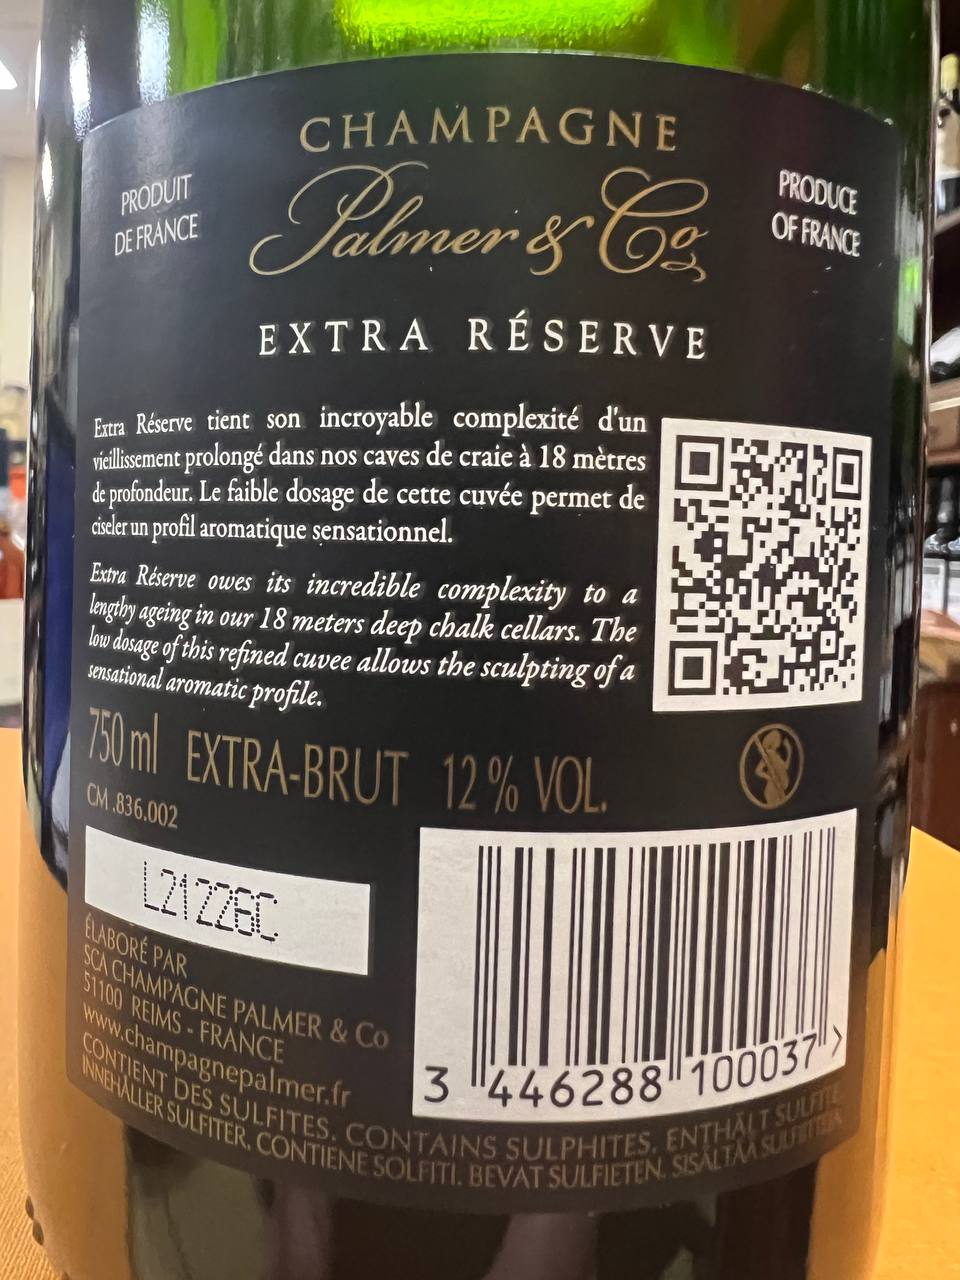 CHAMPAGNE
PRODUIT
DE FRANCE
Palmer & Co
PRODUCE
OF FRANCE
EXTRA RÉSERVE
Extra Réserve tient son incroyable complexité d'un
vieillissement prolongé dans nos caves de craie à 18 mètres
de profondeur. Le faible dosage de cette cuvée permet de
ciseler un profil aromatique sensationnel.
Extra Réserve owes its incredible complexity to a
lengthy ageing in our 18 meters deep chalk cellars. The
low dosage of this refined cuvee allows the sculpting of a
sensational aromatic profile.
750 ml EXTRA-BRUT 12 % VOL.
CM .836.002
L21226C
ÉLABORÉ PAR
SCA CHAMPAGNE PALMER & Co
51100 REIMS - FRANCE
www.champagnepalmer.fr
3 446288 100037 >
CONTIENT DES SULFITES. CONTAINS SULPHITES. ENTHÄLT SULFITE
INNEHÅLLER SULFITER. CONTIENE SOLFITI. BEVAT SULFIETEN. SISÄLTÄÄ SULFIITTEJA